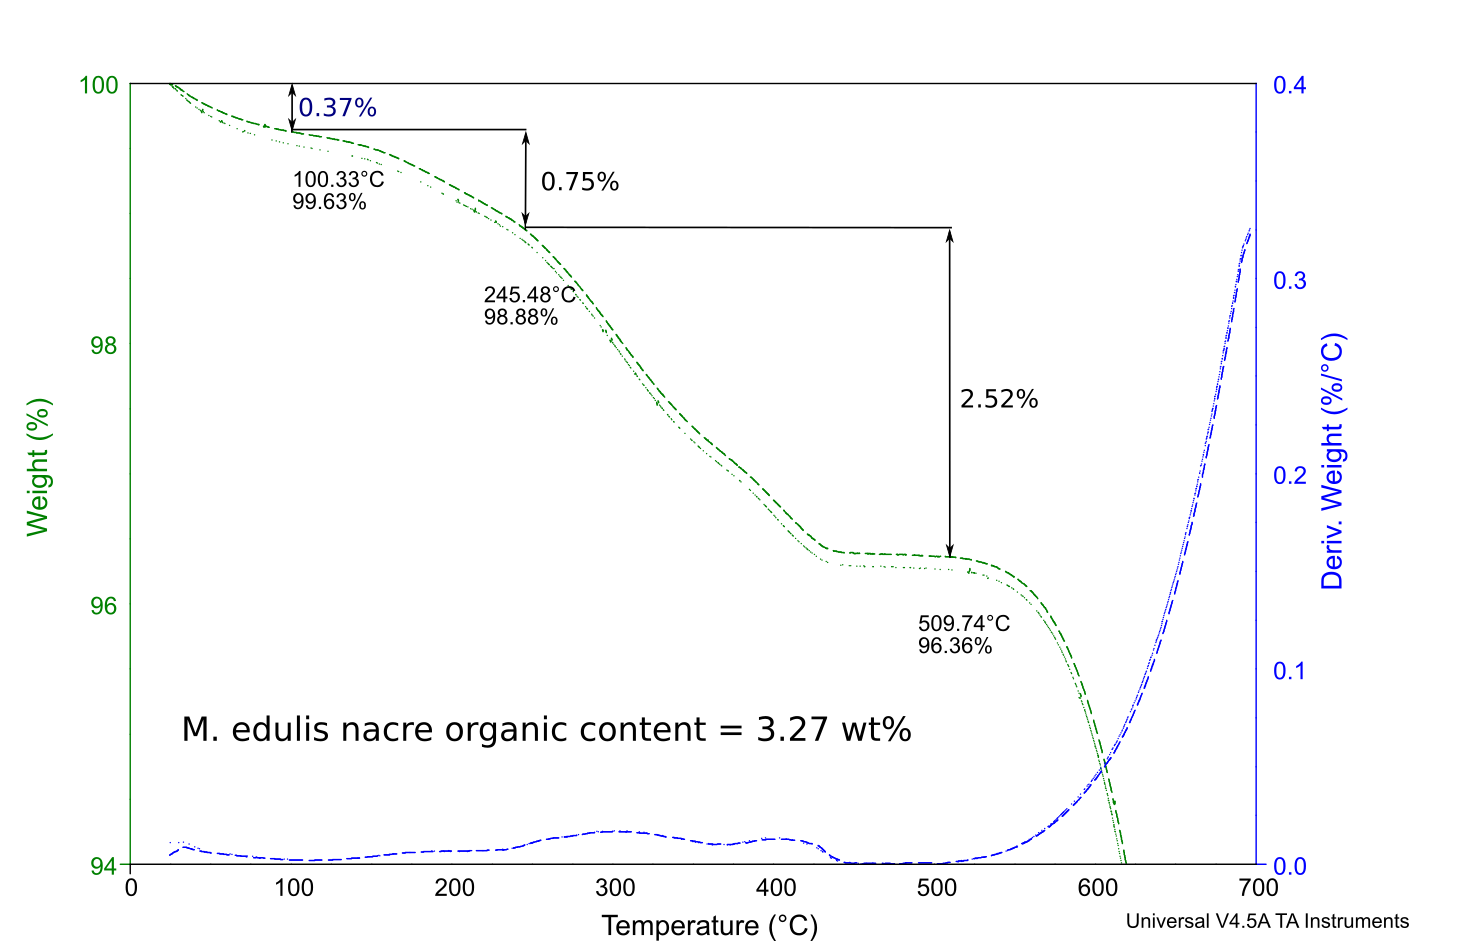 100
0.4
0.37%
0.75%
100.33°C
99.63%
0.3
245.48°C
98.88%
98
2.52%
Weight (%)
Deriv. Weight (%/°C)
0.2
96
509.74°C
96.36%
0.1
M. edulis nacre organic content = 3.27 wt%
94
0.0
0 100 200 300 400 500 600 700
Temperature (°C)
Universal V4.5A TA Instruments